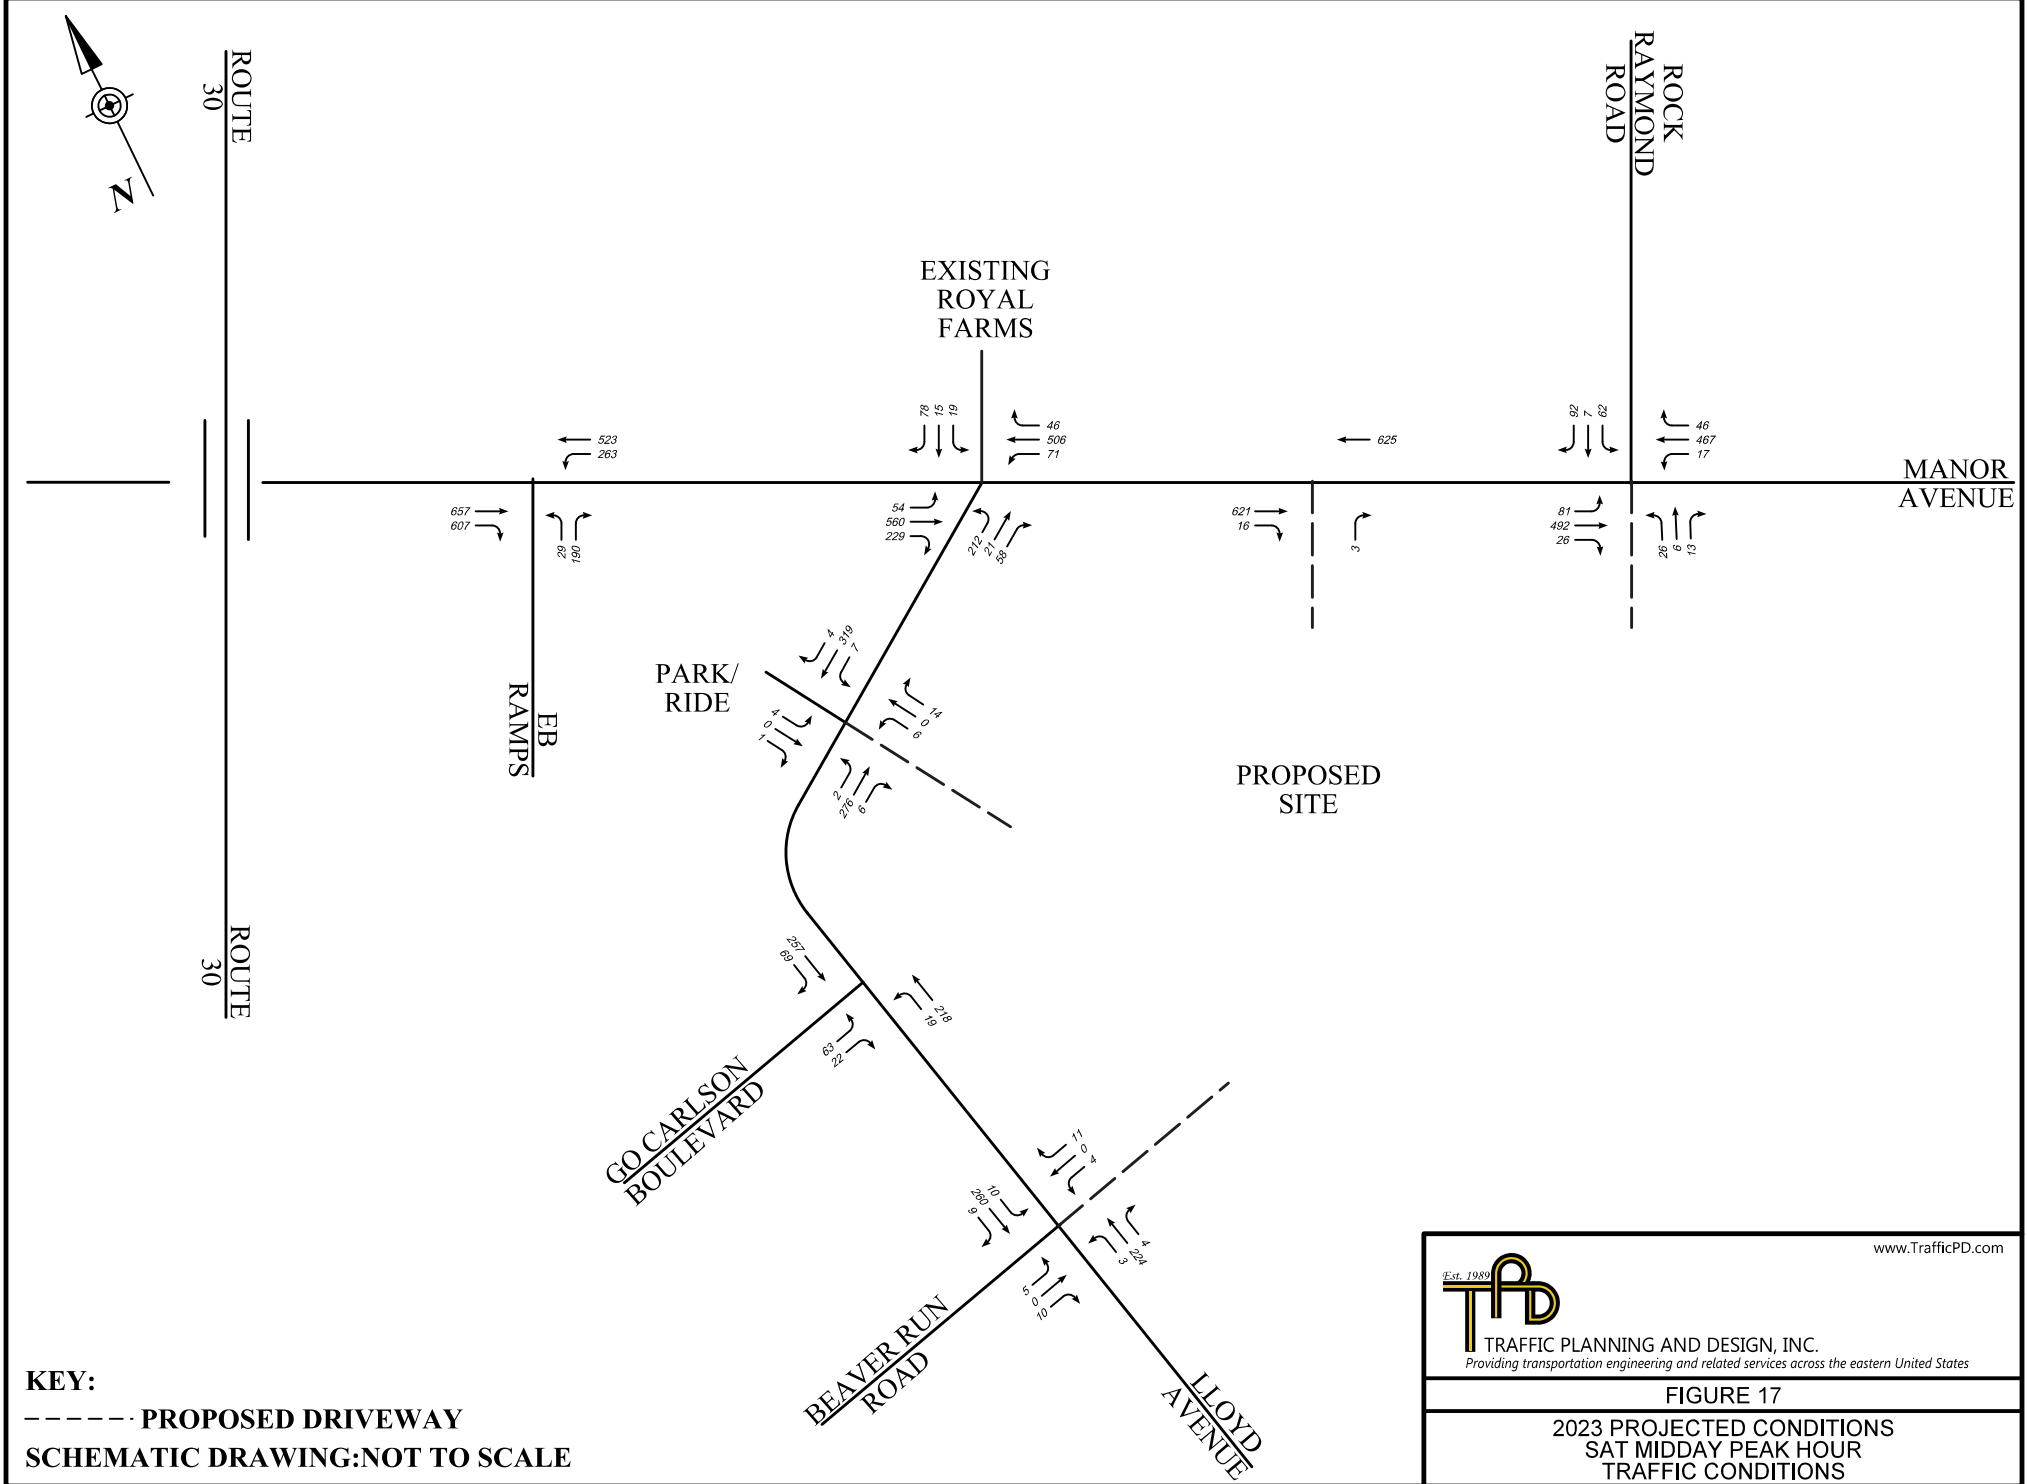 N
ROUTE
30
ROCK
RAYMOND
ROAD
EXISTING
ROYAL
FARMS
78
15
19
46
506
71
523
263
625
92
7
62
46
467
17
MANOR
AVENUE
657
607
29
190
54
560
229
212
21
58
621
16
3
81
492
26
26
6
13
4
319
7
PARK/
RIDE
EB
RAMPS
4
0
1
14
0
6
2
276
6
PROPOSED
SITE
ROUTE
30
257
69
218
19
63
22
GO CARLSON
BOULEVARD
11
0
4
10
260
9
4
224
3
5
0
10
BEAVER RUN
ROAD
LLOYD
AVENUE
KEY:
PROPOSED DRIVEWAY
SCHEMATIC DRAWING:NOT TO SCALE
www.TrafficPD.com
Est. 1989
TPD
TRAFFIC PLANNING AND DESIGN, INC.
Providing transportation engineering and related services across the eastern United States
FIGURE 17
2023 PROJECTED CONDITIONS
SAT MIDDAY PEAK HOUR
TRAFFIC CONDITIONS